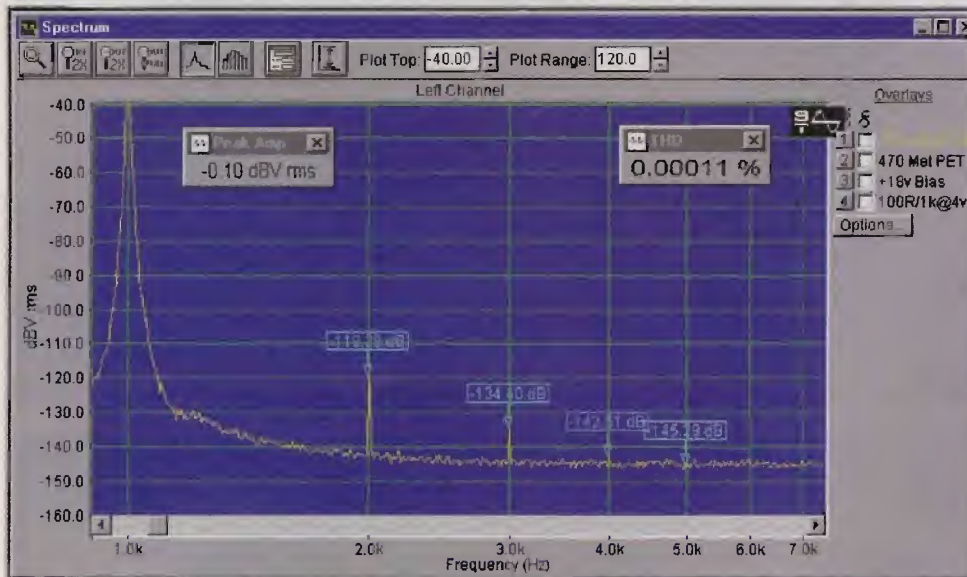 Spectrum
Plot Top: -40.00 Plot Range: 120.0
Left Channel
Overlays
Peak Amp
-0.10 dBV rms
THD
0.00011 %
1
2 470 Met PET
3 +18v Bias
4 100R/1k@4v
Options...
dBV rms
-40.0
-50.0
-60.0
-70.0
-80.0
-90.0
-100.0
-110.0
-120.0
-130.0
-140.0
-150.0
-160.0
-134.40 dB
-145.29 dB
1.0k 2.0k 3.0k 4.0k 5.0k 6.0k 7.0k
Frequency (Hz)